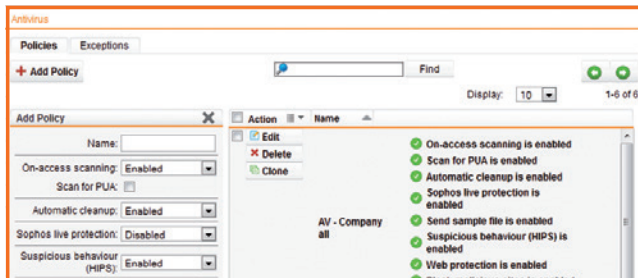 Antivirus
Policies Exceptions
Add Policy
Find
Display: 10
1-6 of 6
Add Policy
Name:
On-access scanning: Enabled
Scan for PUA:
Automatic cleanup: Enabled
Sophos live protection: Disabled
Suspicious behaviour
(HIPS): Enabled
Action Name
Edit
Delete
Clone
AV - Company
all
On-access scanning is enabled
Scan for PUA is enabled
Automatic cleanup is enabled
Sophos live protection is
enabled
Send sample file is enabled
Suspicious behaviour (HIPS) is
enabled
Web protection is enabled